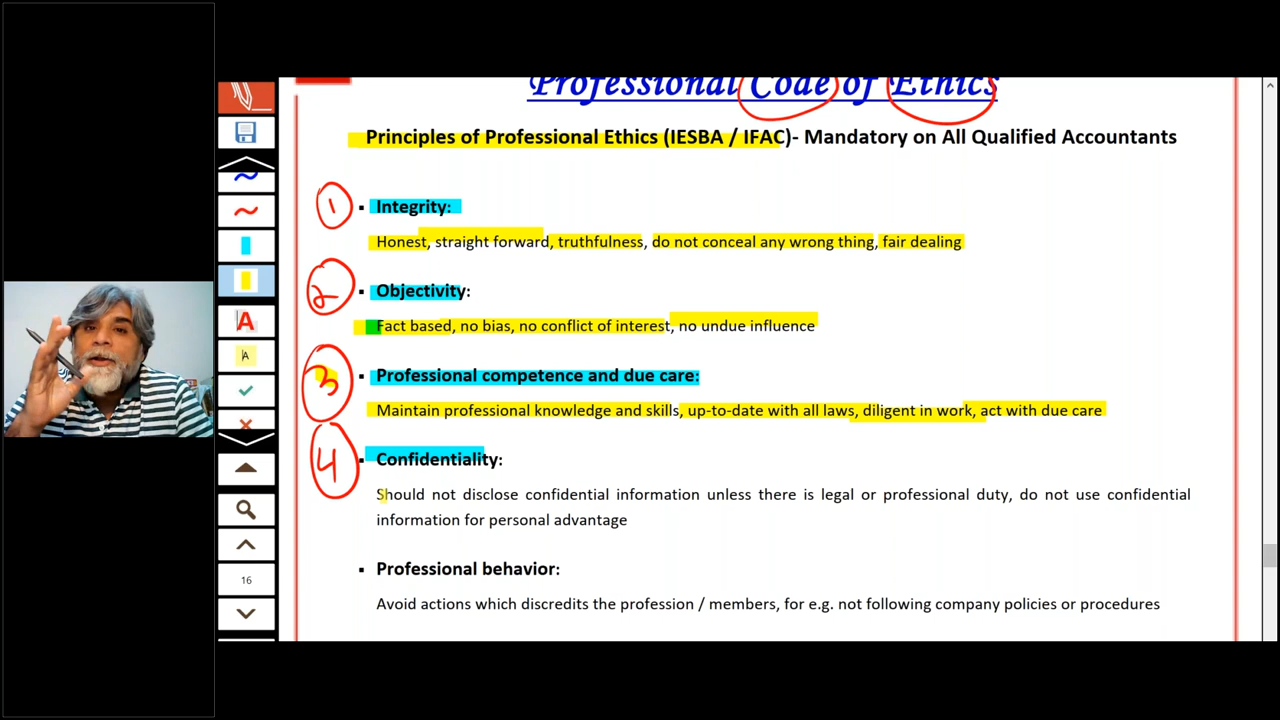 Professional Code of Ethics
Principles of Professional Ethics (IESBA / IFAC)- Mandatory on All Qualified Accountants
1
▪ Integrity:
Honest, straight forward, truthfulness, do not conceal any wrong thing, fair dealing
2
▪ Objectivity:
Fact based, no bias, no conflict of interest, no undue influence
3
▪ Professional competence and due care:
Maintain professional knowledge and skills, up-to-date with all laws, diligent in work, act with due care
4
▪ Confidentiality:
Should not disclose confidential information unless there is legal or professional duty, do not use confidential
information for personal advantage
▪ Professional behavior:
Avoid actions which discredits the profession / members, for e.g. not following company policies or procedures
A
A
16